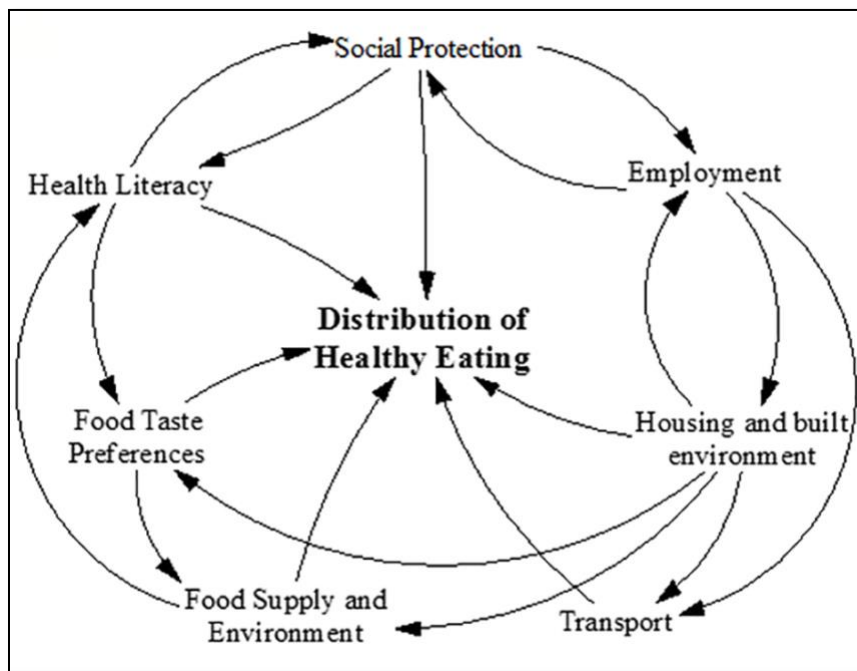 Social Protection
Health Literacy
Employment
Distribution of
Healthy Eating
Food Taste
Preferences
Housing and built
environment
Food Supply and
Environment
Transport